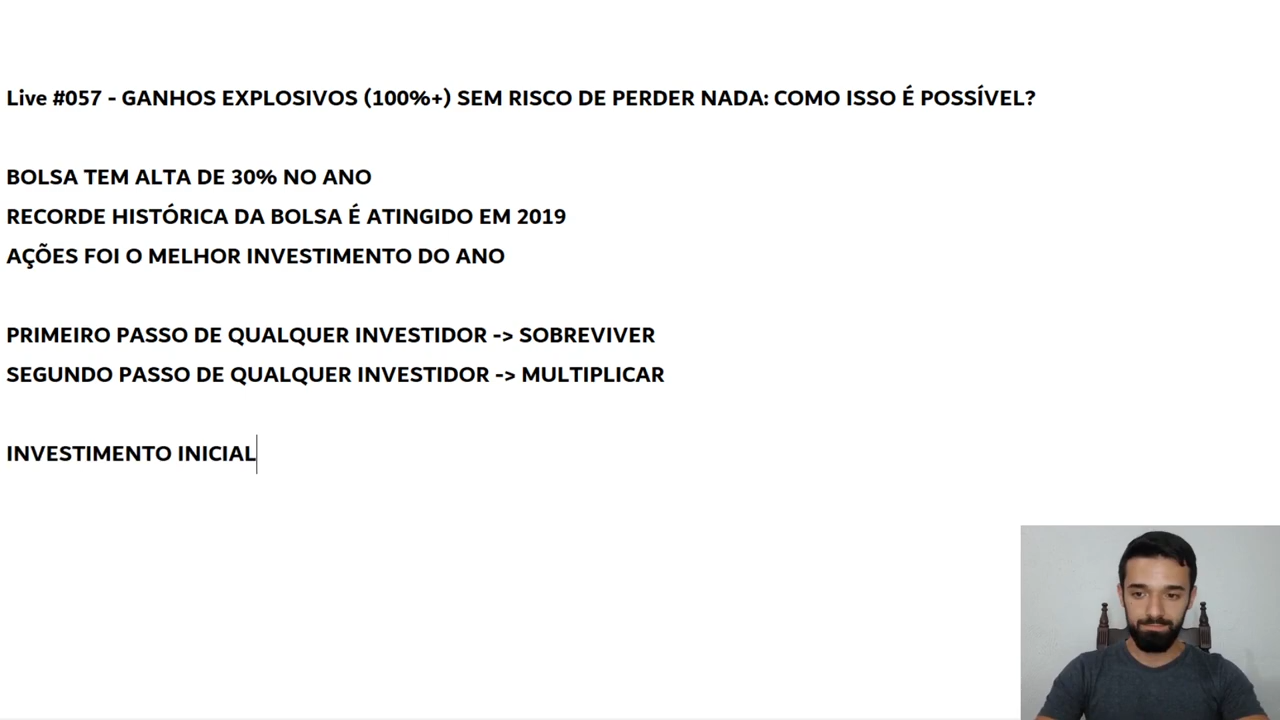 Live #057 - GANHOS EXPLOSIVOS (100%+) SEM RISCO DE PERDER NADA: COMO ISSO É POSSÍVEL?
BOLSA TEM ALTA DE 30% NO ANO
RECORDE HISTÓRICA DA BOLSA É ATINGIDO EM 2019
AÇÕES FOI O MELHOR INVESTIMENTO DO ANO
PRIMEIRO PASSO DE QUALQUER INVESTIDOR -> SOBREVIVER
SEGUNDO PASSO DE QUALQUER INVESTIDOR -> MULTIPLICAR
INVESTIMENTO INICIAL